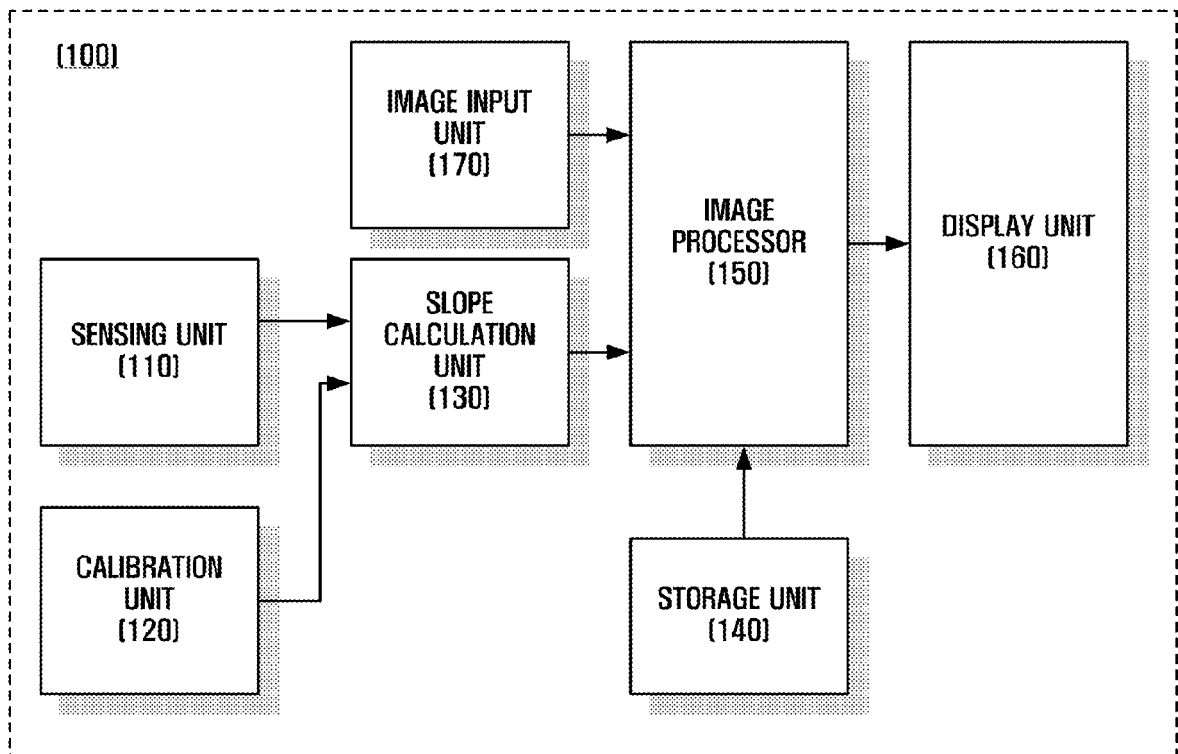 (100)
IMAGE INPUT
UNIT
(170)
IMAGE
PROCESSOR
(150)
DISPLAY UNIT
(160)
SENSING UNIT
(110)
SLOPE
CALCULATION
UNIT
(130)
CALIBRATION
UNIT
(120)
STORAGE UNIT
(140)